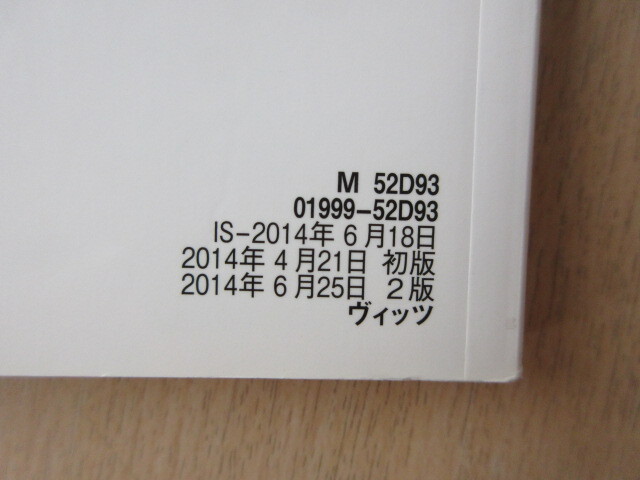 M 52D93
01999-52D93
IS-2014年 6月18日
2014年 4月21日 初版
2014年 6月25日 2版
ヴィッツ